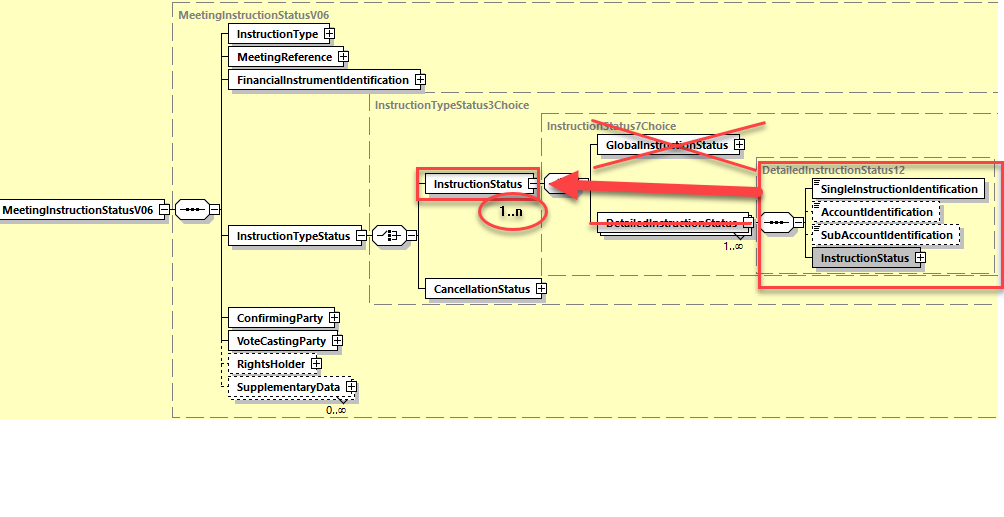 MeetingInstructionStatusV06
InstructionType
MeetingReference
FinancialInstrumentIdentification
InstructionTypeStatus3Choice
InstructionStatus7Choice
GlobalInstructionStatus
DetailedInstructionStatus12
InstructionStatus
SingleInstructionIdentification
1..n
AccountIdentification
MeetingInstructionStatusV06
DetailedInstructionStatus
InstructionTypeStatus
SubAccountIdentification
1..∞
InstructionStatus
CancellationStatus
ConfirmingParty
VoteCastingParty
RightsHolder
SupplementaryData
0..∞